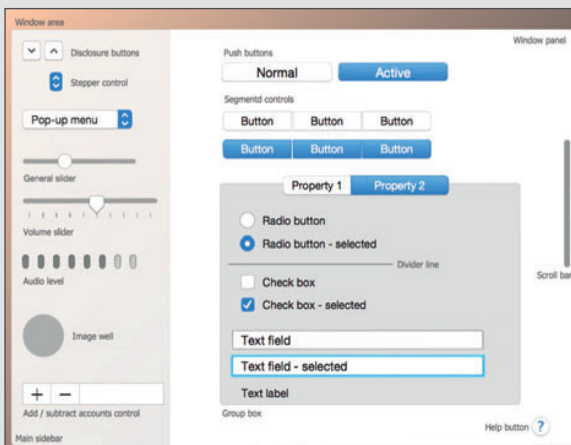 Window area
Window panel
Disclosure buttons
Stepper control
Pop-up menu
General slider
Volume slider
Audio level
Image well
+ −
Add / subtract accounts control
Main sidebar
Push buttons
Normal Active
Segmentd controls
Button Button Button
Button Button Button
Property 1 Property 2
Radio button
Radio button - selected
Divider line
Check box
Check box - selected
Text field
Text field - selected
Text label
Group box
Scroll bar
Help button ?